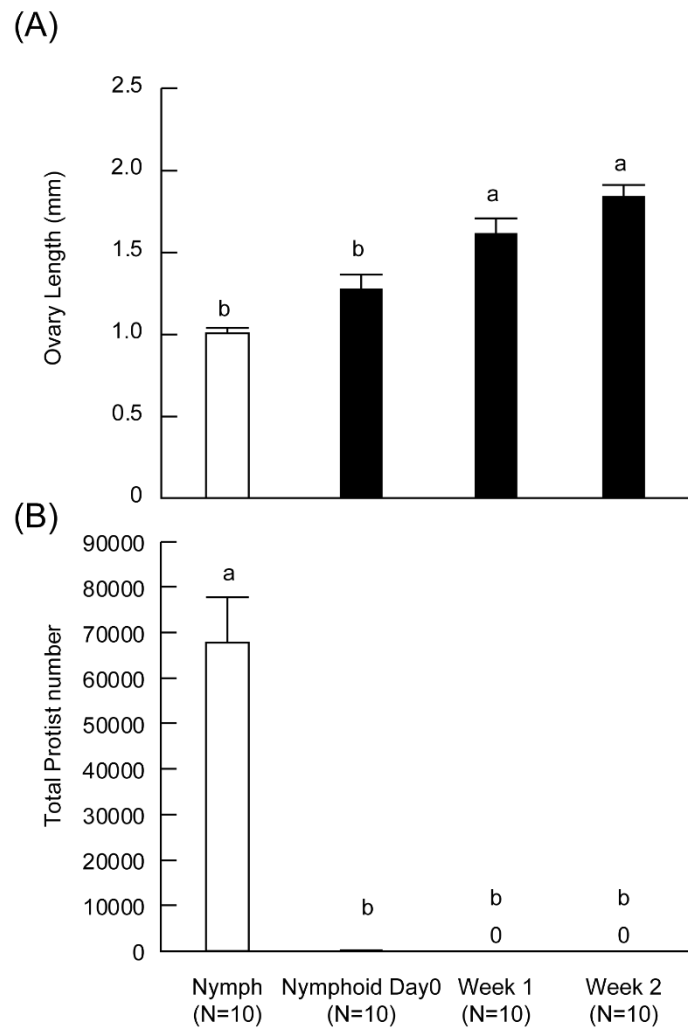 (A)
2.5
2.0
1.5
1.0
0.5
0
Ovary Length (mm)
b
b
a
a
(B)
90000
80000
70000
60000
50000
40000
30000
20000
10000
0
Total Protist number
a
b
b
b
0
0
Nymph Nymphoid Day0 Week 1 Week 2
(N=10) (N=10) (N=10) (N=10)